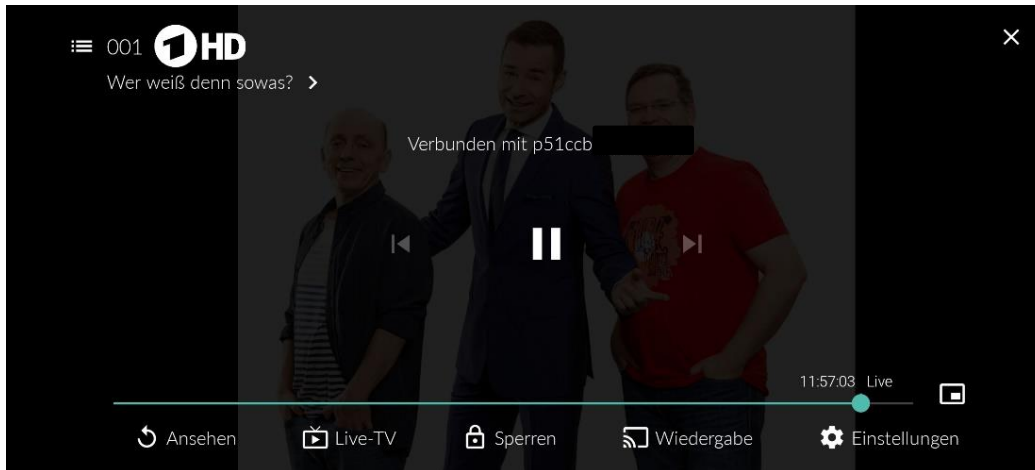 001 1 HD
Wer weiß denn sowas?
Verbunden mit p51ccb
11:57:03 Live
Ansehen Live-TV Sperren Wiedergabe Einstellungen